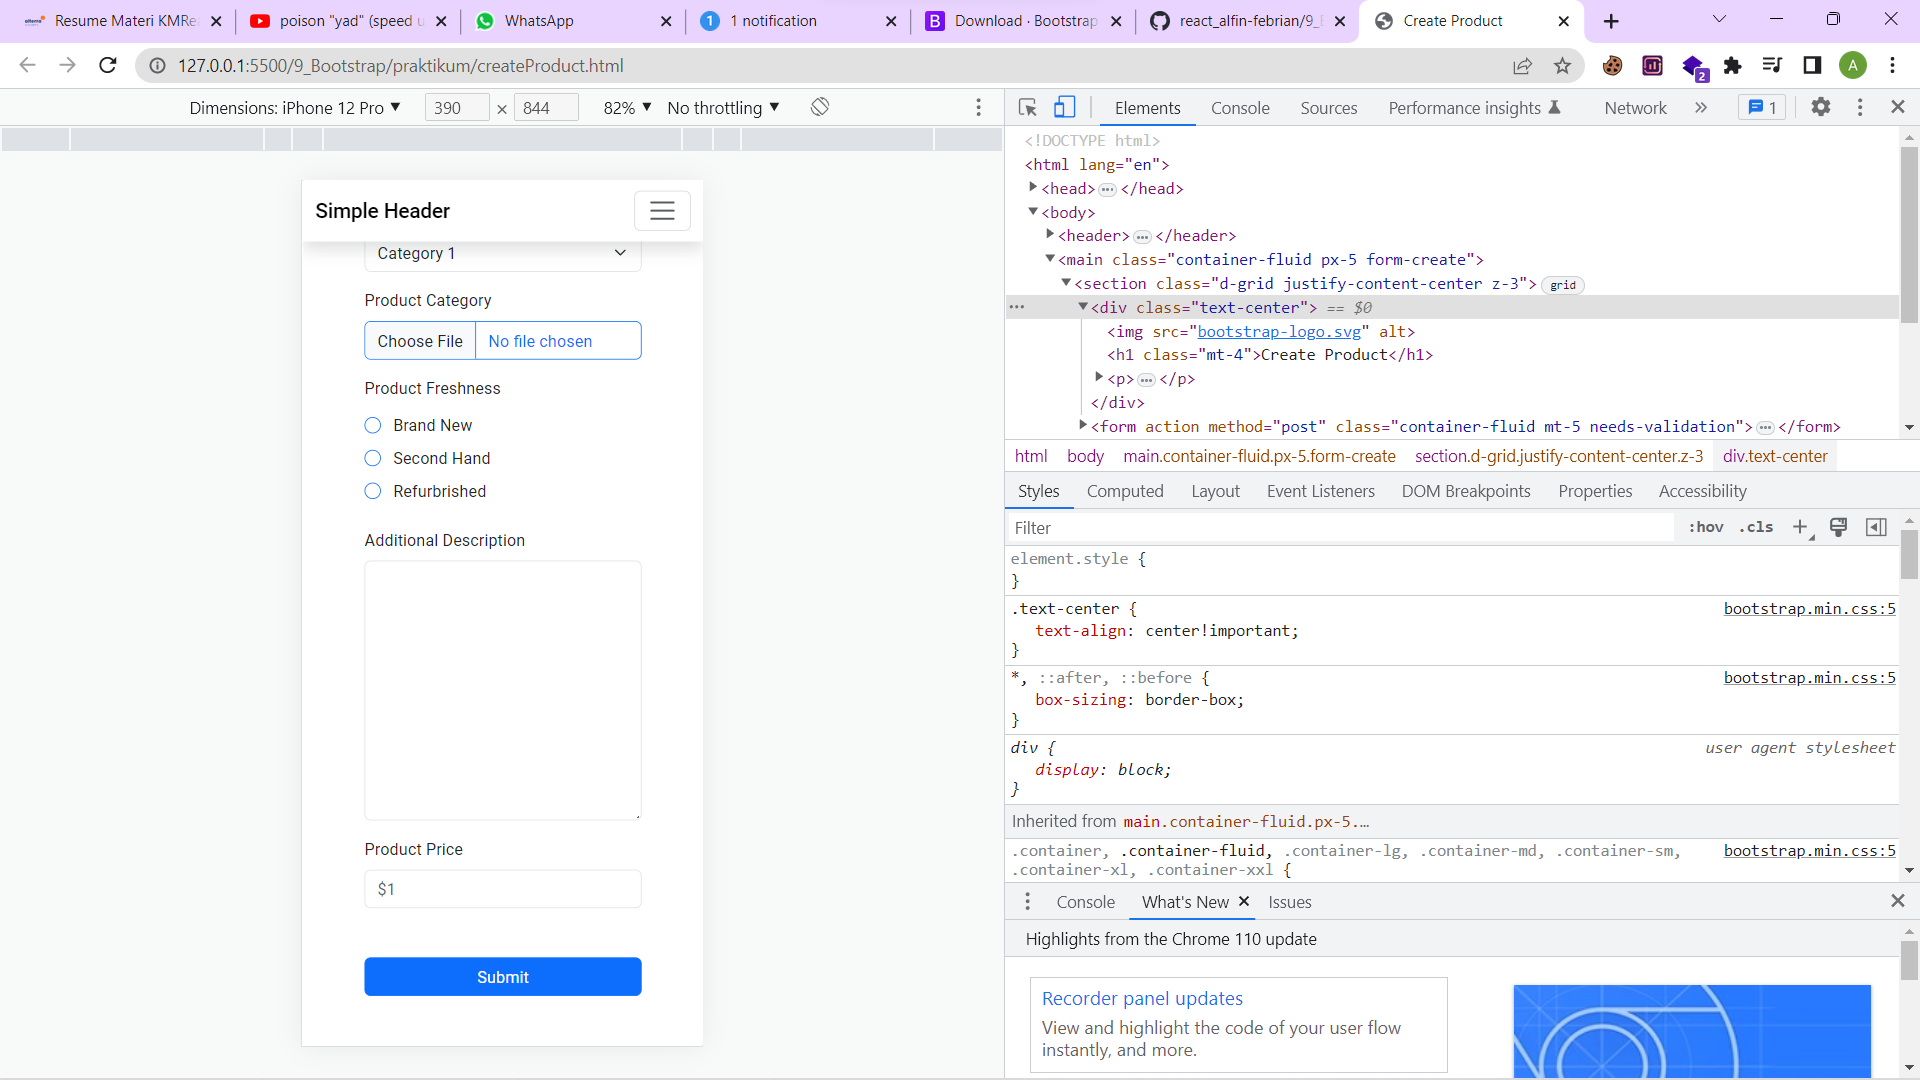 Resume Materi KMRe
poison "yad" (speed u
WhatsApp
1 notification
Download · Bootstrap
react_alfin-febrian/9_B
Create Product
127.0.0.1:5500/9_Bootstrap/praktikum/createProduct.html
2
A
Dimensions: iPhone 12 Pro ▼ 390 × 844 82% ▼ No throttling ▼
Simple Header
Category 1
Product Category
Choose File No file chosen
Product Freshness
Brand New
Second Hand
Refurbrished
Additional Description
Product Price
$1
Submit
Elements Console Sources Performance insights Network » 1
<!DOCTYPE html>
<html lang="en">
<head> ••• </head>
<body>
<header> ••• </header>
<main class="container-fluid px-5 form-create">
<section class="d-grid justify-content-center z-3"> grid
••• <div class="text-center"> == $0
<img src="bootstrap-logo.svg" alt>
<h1 class="mt-4">Create Product</h1>
<p> ••• </p>
</div>
<form action method="post" class="container-fluid mt-5 needs-validation"> ••• </form>
html body main.container-fluid.px-5.form-create section.d-grid.justify-content-center.z-3 div.text-center
Styles Computed Layout Event Listeners DOM Breakpoints Properties Accessibility
Filter :hov .cls +
element.style {
}
.text-center { bootstrap.min.css:5
text-align: center!important;
}
*, ::after, ::before { bootstrap.min.css:5
box-sizing: border-box;
}
div { user agent stylesheet
display: block;
}
Inherited from main.container-fluid.px-5.…
.container, .container-fluid, .container-lg, .container-md, .container-sm, bootstrap.min.css:5
.container-xl, .container-xxl {
Console What's New Issues
Highlights from the Chrome 110 update
Recorder panel updates
View and highlight the code of your user flow
instantly, and more.